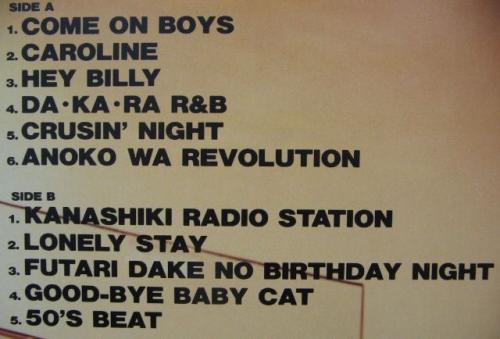 SIDE A
1. COME ON BOYS
2. CAROLINE
3. HEY BILLY
4. DA·KA·RA R&B
5. CRUSIN' NIGHT
6. ANOKO WA REVOLUTION
SIDE B
1. KANASHIKI RADIO STATION
2. LONELY STAY
3. FUTARI DAKE NO BIRTHDAY NIGHT
4. GOOD-BYE BABY CAT
5. 50'S BEAT